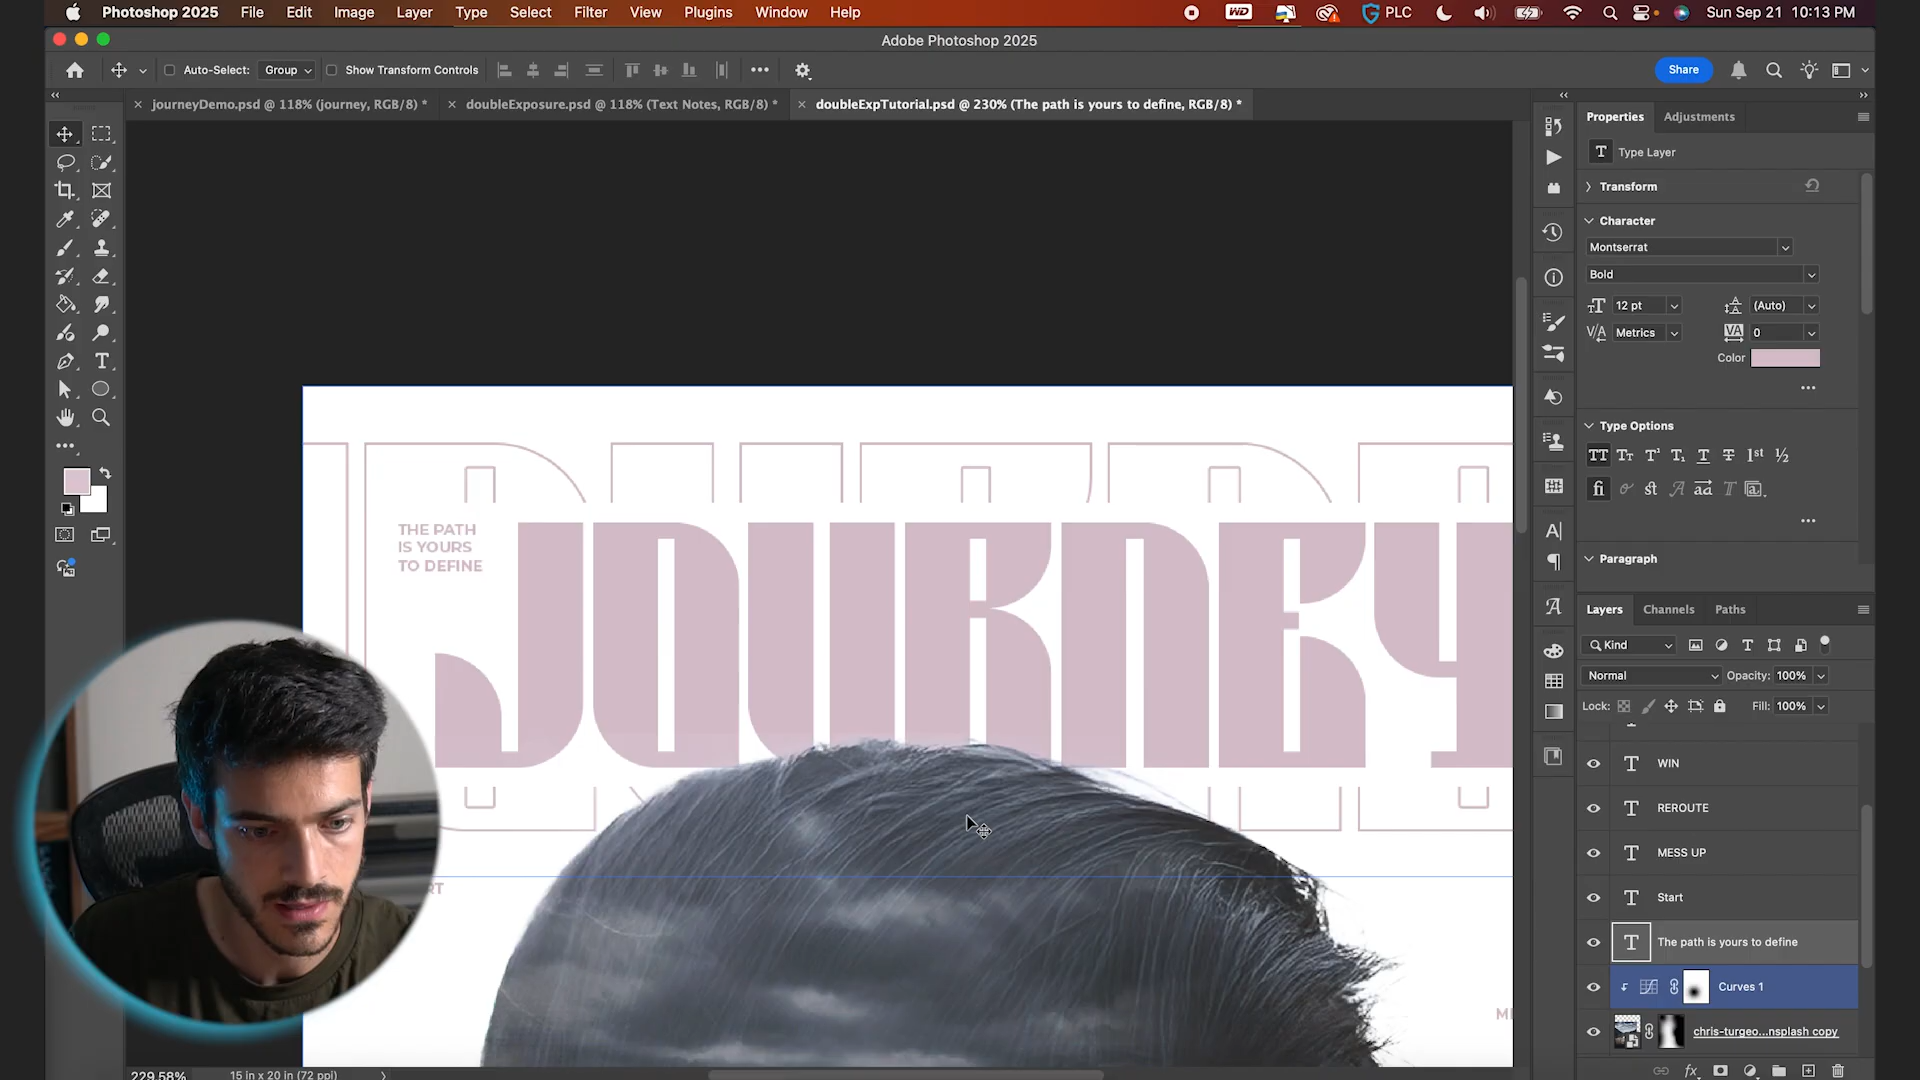 Photoshop 2025 File Edit Image Layer Type Select Filter View Plugins Window Help WD PLC Sun Sep 21 10:13 PM
Adobe Photoshop 2025
Auto-Select: Group Show Transform Controls Share
journeyDemo.psd @ 118% (journey, RGB/8) * doubleExposure.psd @ 118% (Text Notes, RGB/8) * doubleExpTutorial.psd @ 230% (The path is yours to define, RGB/8) *
THE PATH
IS YOURS
TO DEFINE
JOURNEY
229.58% 15 in x 20 in (72 ppi)
Properties Adjustments
Type Layer
Transform
Character
Montserrat
Bold
12 pt (Auto)
Metrics 0
Color
Type Options
Paragraph
Layers Channels Paths
Kind
Normal Opacity: 100%
Lock: Fill: 100%
WIN
REROUTE
MESS UP
Start
The path is yours to define
Curves 1
chris-turgeo...nsplash copy